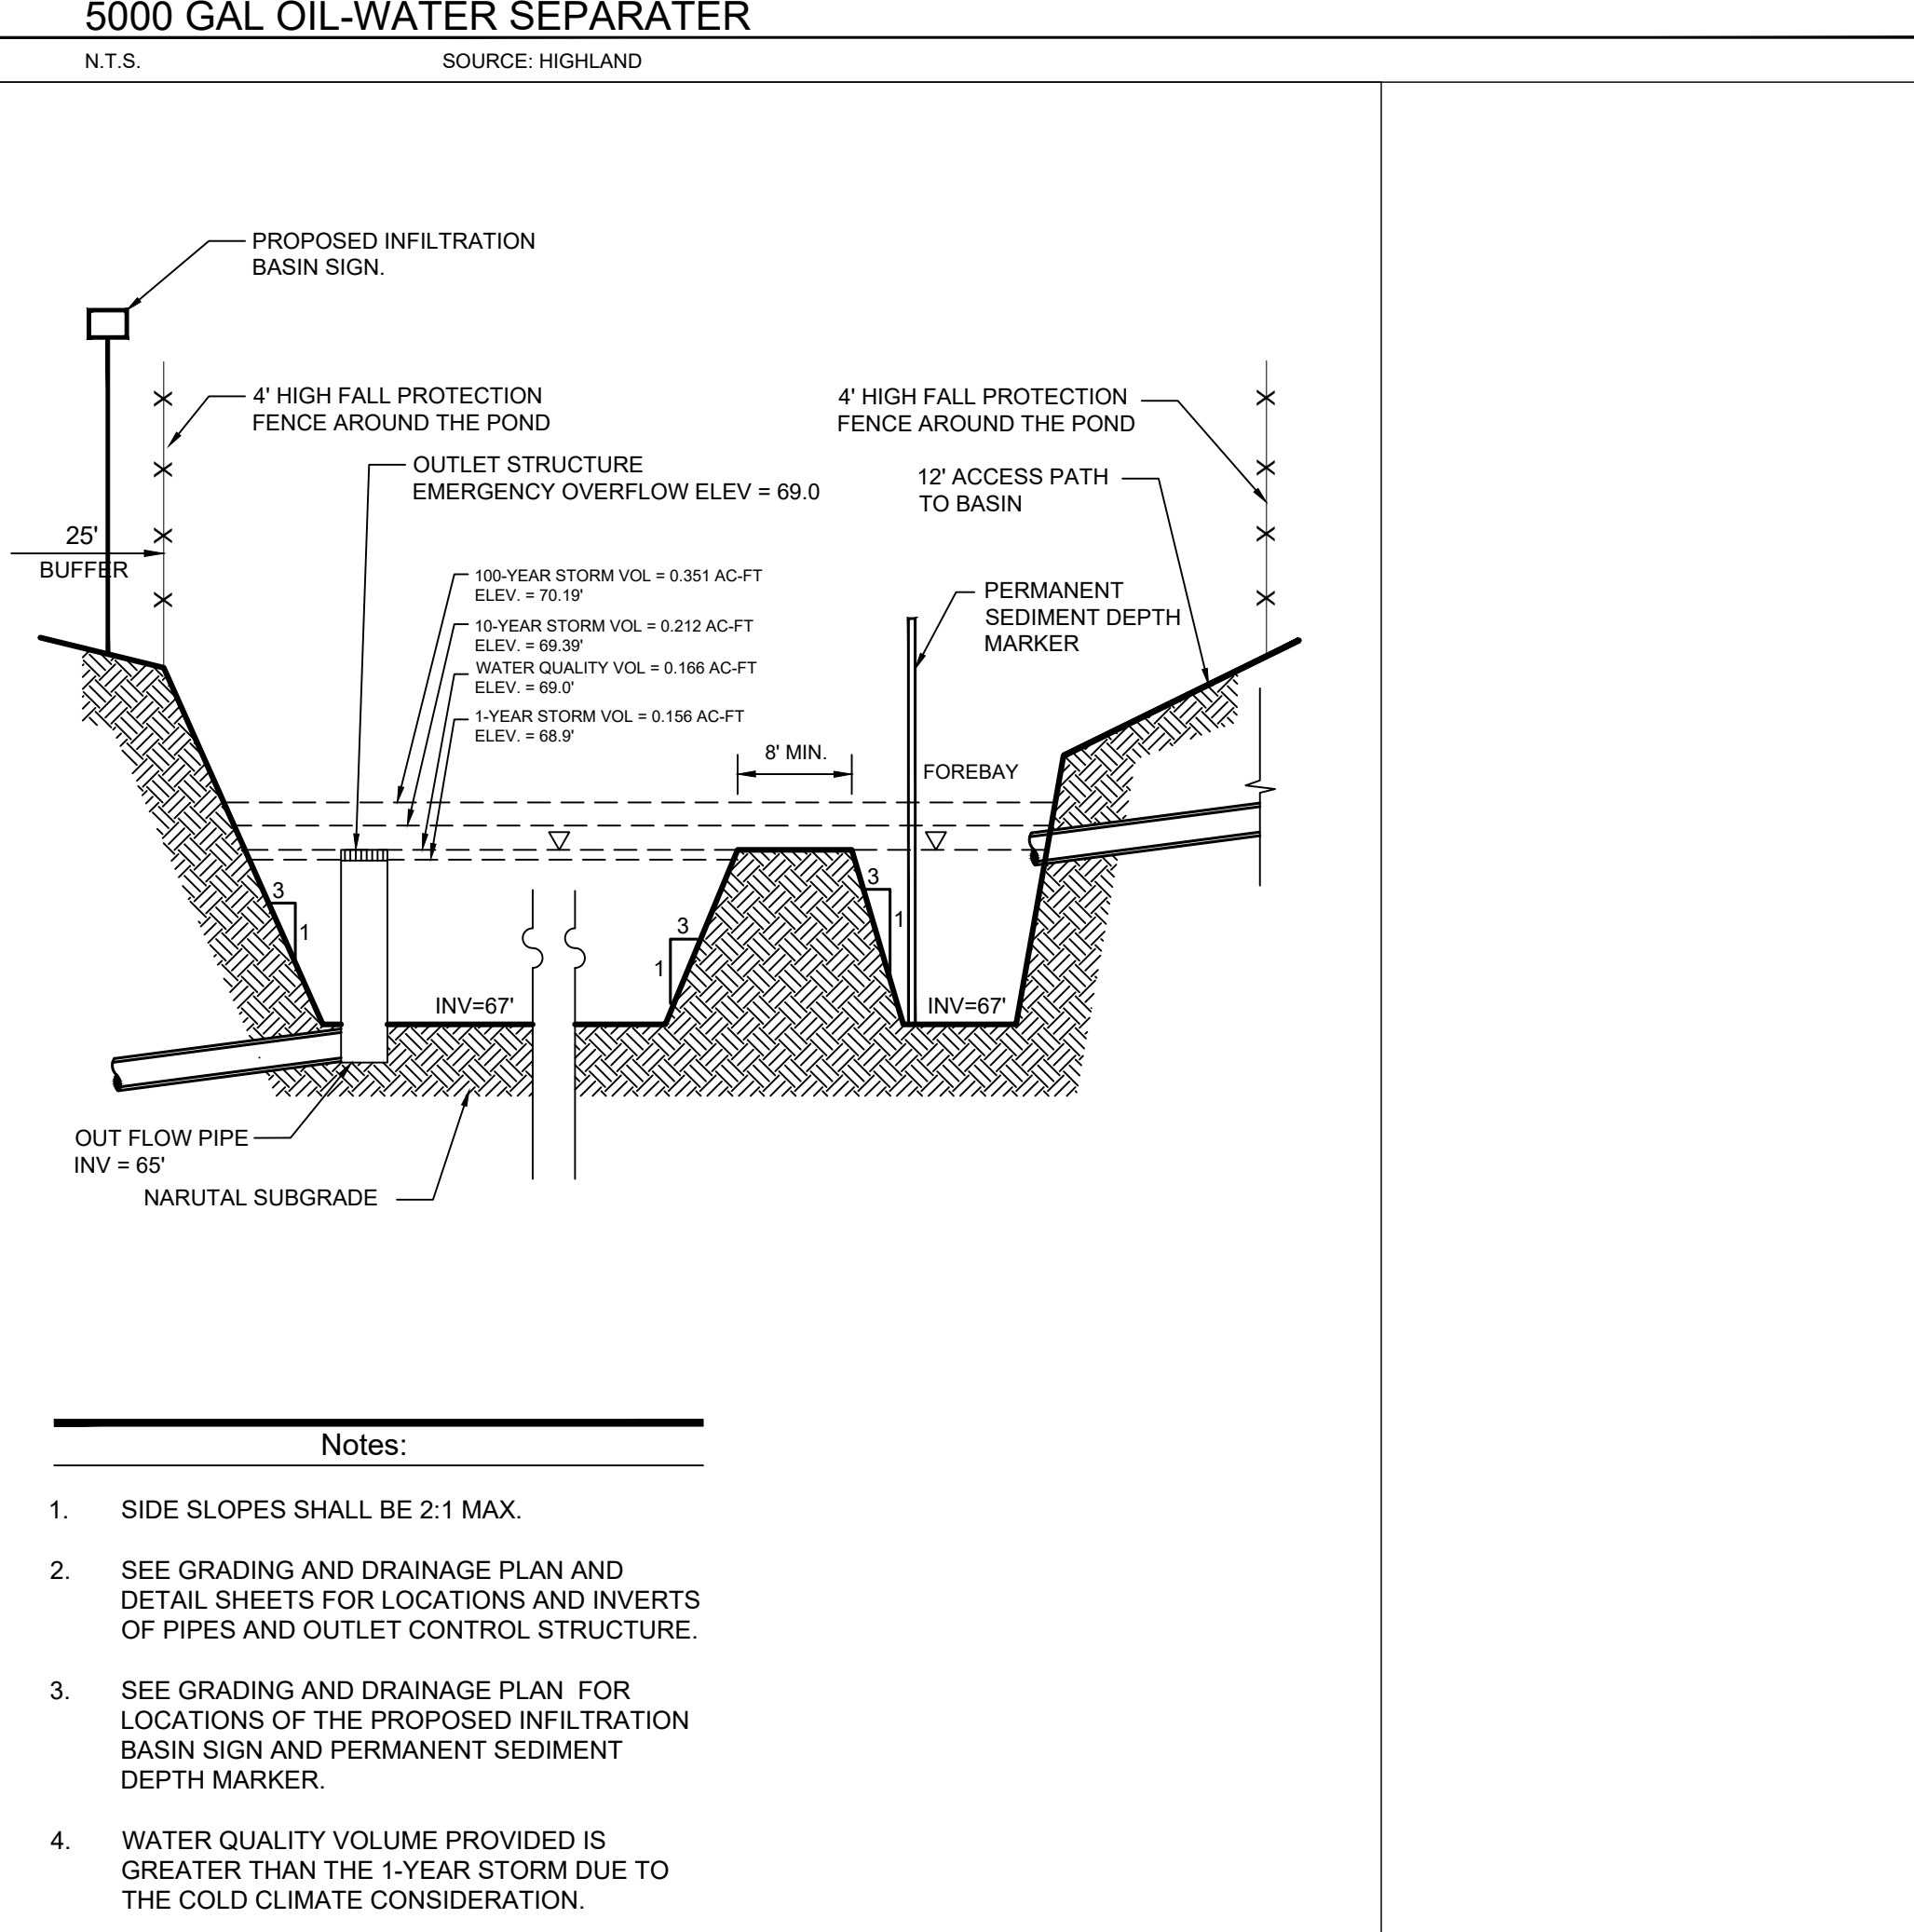 5000 GAL OIL-WATER SEPARATER
N.T.S.
SOURCE: HIGHLAND
PROPOSED INFILTRATION
BASIN SIGN.
4' HIGH FALL PROTECTION
FENCE AROUND THE POND
4' HIGH FALL PROTECTION
FENCE AROUND THE POND
OUTLET STRUCTURE
EMERGENCY OVERFLOW ELEV = 69.0
12' ACCESS PATH
TO BASIN
25'
BUFFER
100-YEAR STORM VOL = 0.351 AC-FT
ELEV. = 70.19'
10-YEAR STORM VOL = 0.212 AC-FT
ELEV. = 69.39'
WATER QUALITY VOL = 0.166 AC-FT
ELEV. = 69.0'
1-YEAR STORM VOL = 0.156 AC-FT
ELEV. = 68.9'
PERMANENT
SEDIMENT DEPTH
MARKER
8' MIN.
FOREBAY
3
1
3
1
3
1
INV=67'
INV=67'
OUT FLOW PIPE
INV = 65'
NARUTAL SUBGRADE
Notes:
1. SIDE SLOPES SHALL BE 2:1 MAX.
2. SEE GRADING AND DRAINAGE PLAN AND
DETAIL SHEETS FOR LOCATIONS AND INVERTS
OF PIPES AND OUTLET CONTROL STRUCTURE.
3. SEE GRADING AND DRAINAGE PLAN FOR
LOCATIONS OF THE PROPOSED INFILTRATION
BASIN SIGN AND PERMANENT SEDIMENT
DEPTH MARKER.
4. WATER QUALITY VOLUME PROVIDED IS
GREATER THAN THE 1-YEAR STORM DUE TO
THE COLD CLIMATE CONSIDERATION.